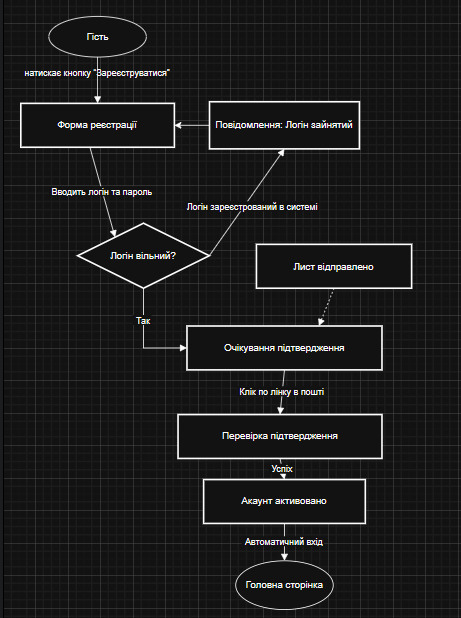 Гість
натискає кнопку "Зареєструватися"
Форма реєстрації
Повідомлення: Логін зайнятий
Вводить логін та пароль
Логін зареєстрований в системі
Логін вільний?
Лист відправлено
Так
Очікування підтвердження
Клік по лінку в пошті
Перевірка підтвердження
Успіх
Акаунт активовано
Автоматичний вхід
Головна сторінка